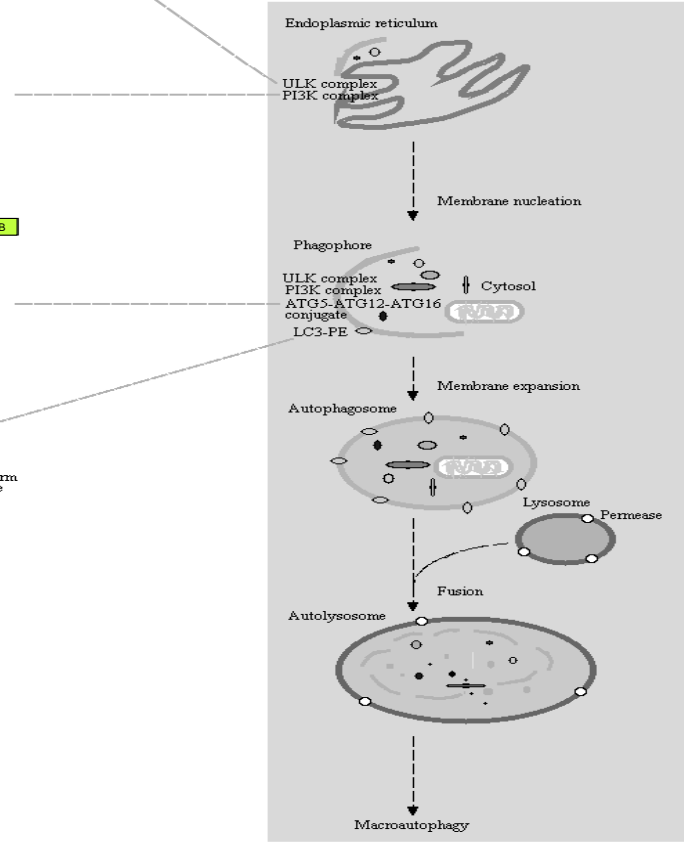 Endoplasmic reticulum
ULK complex
PI3K complex
Membrane nucleation
B
Phagophore
ULK complex
PI3K complex
Cytosol
ATG5-ATG12-ATG16
conjugate
LC3-PE
Membrane expansion
Autophagosome
rm
e
Lysosome
Permease
Fusion
Autolysosome
Macroautophagy